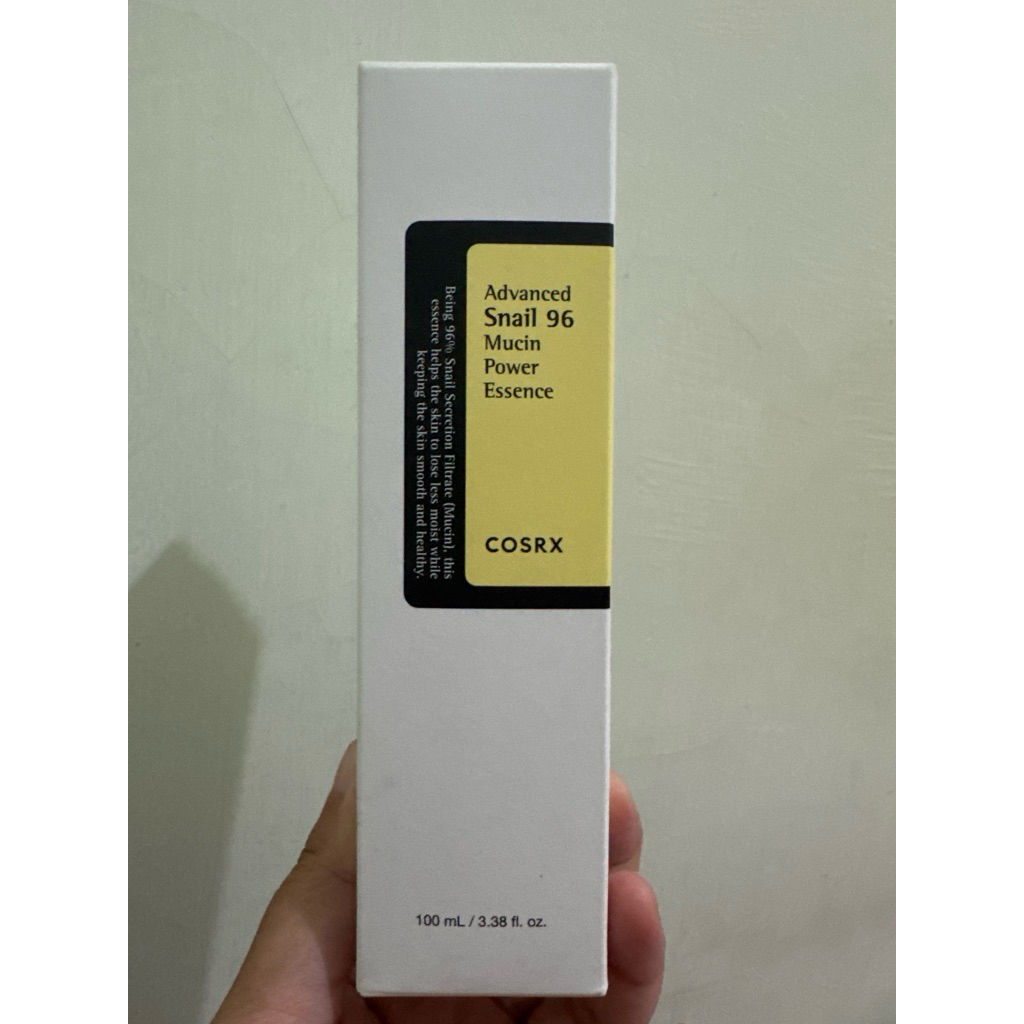 Advanced
Snail 96
Mucin
Power
Essence
COSRX
Being 96% Snail Secretion Filtrate (Mucin), this
essence helps the skin to lose less moist while
keeping the skin smooth and healthy.
100 mL / 3.38 fl. oz.